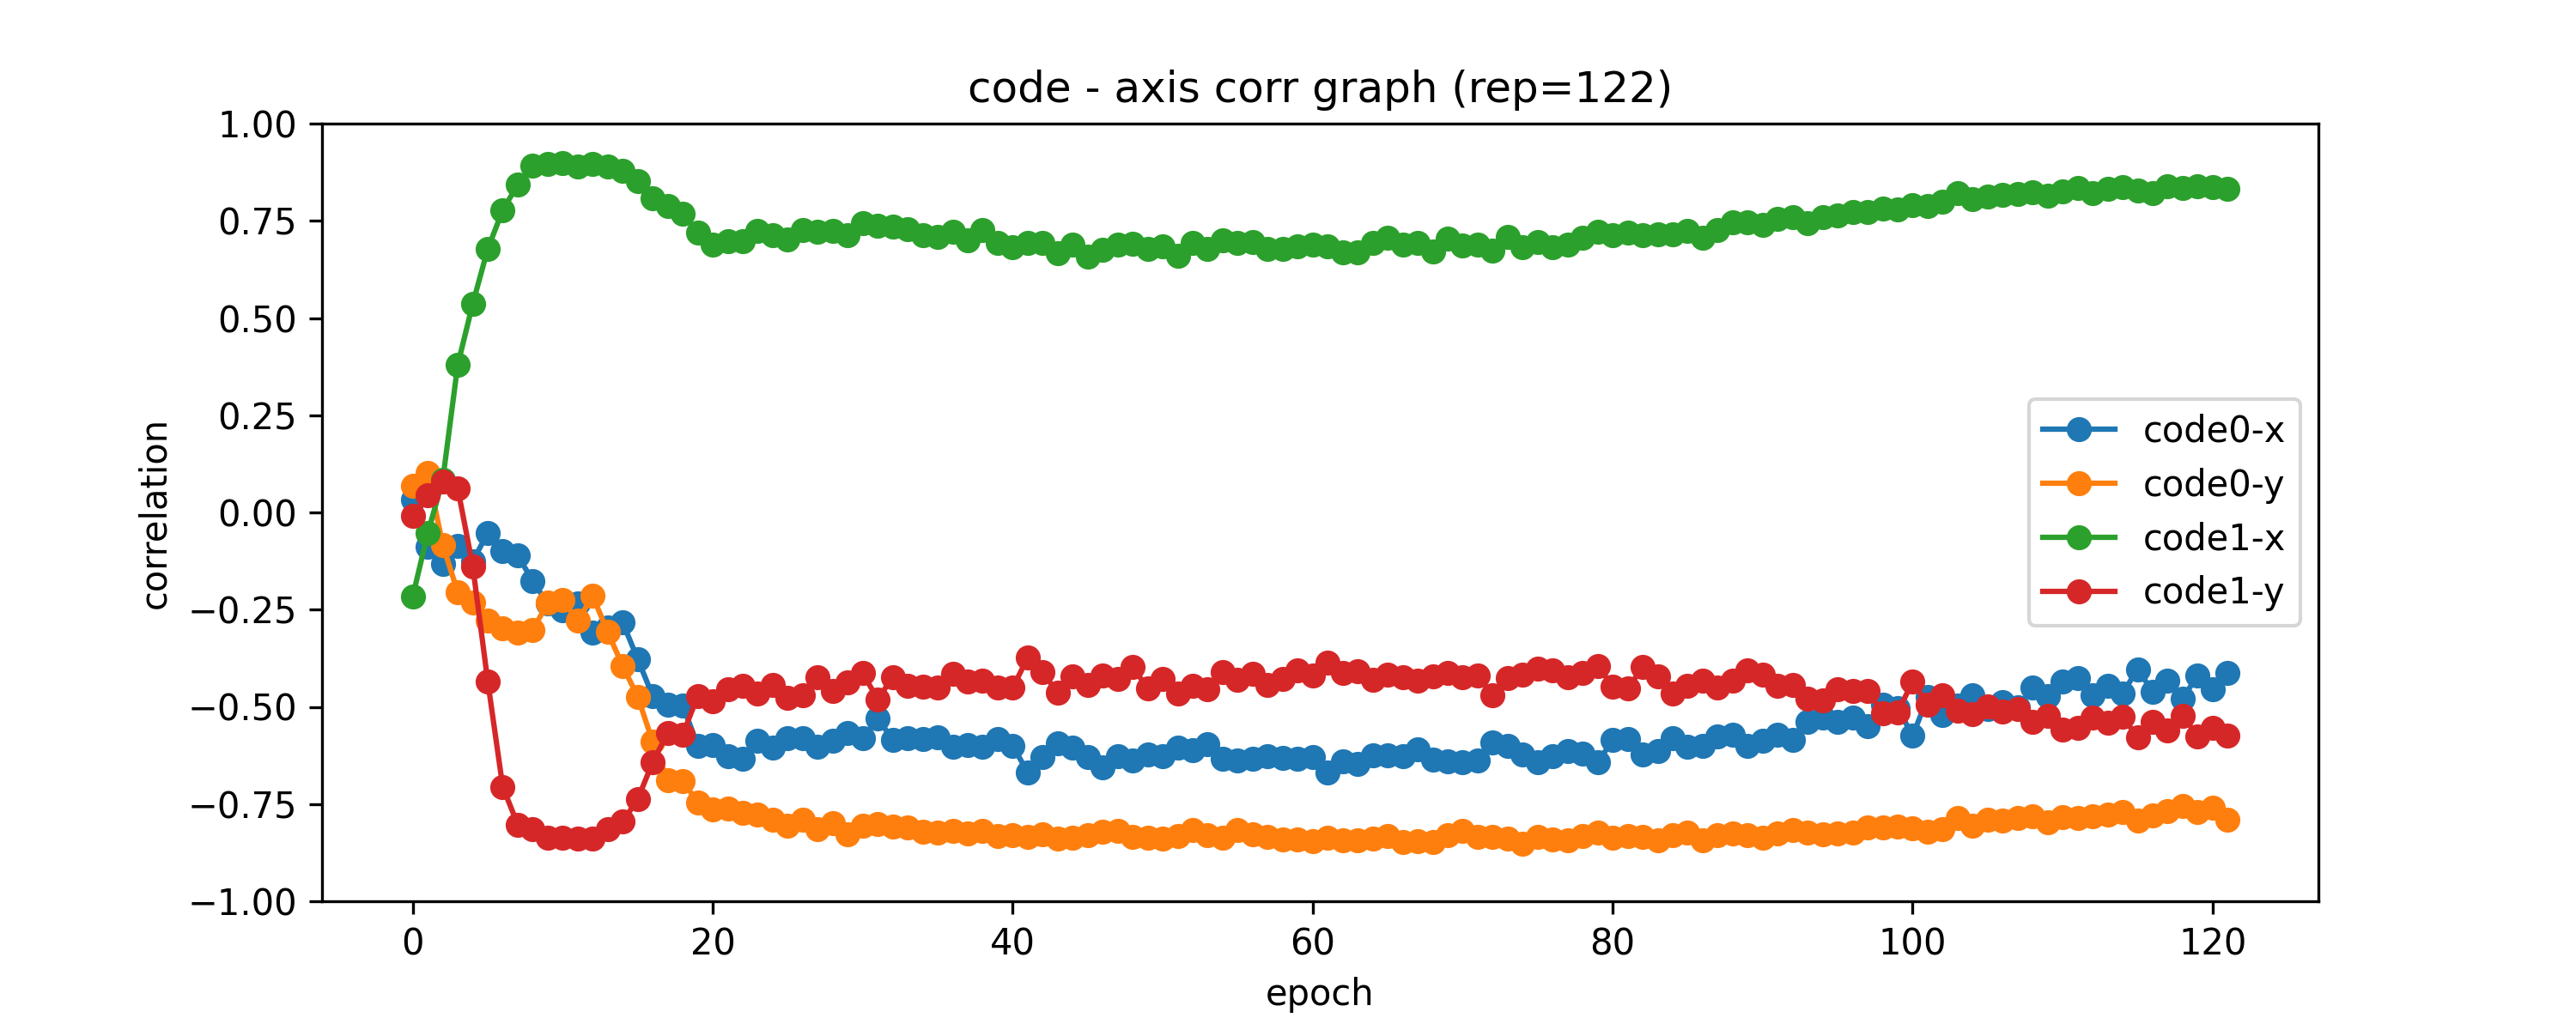 code - axis corr graph (rep=122)
1.00
0.75
0.50
0.25
0.00
−0.25
−0.50
−0.75
−1.00
correlation
code0-x
code0-y
code1-x
code1-y
0 20 40 60 80 100 120
epoch